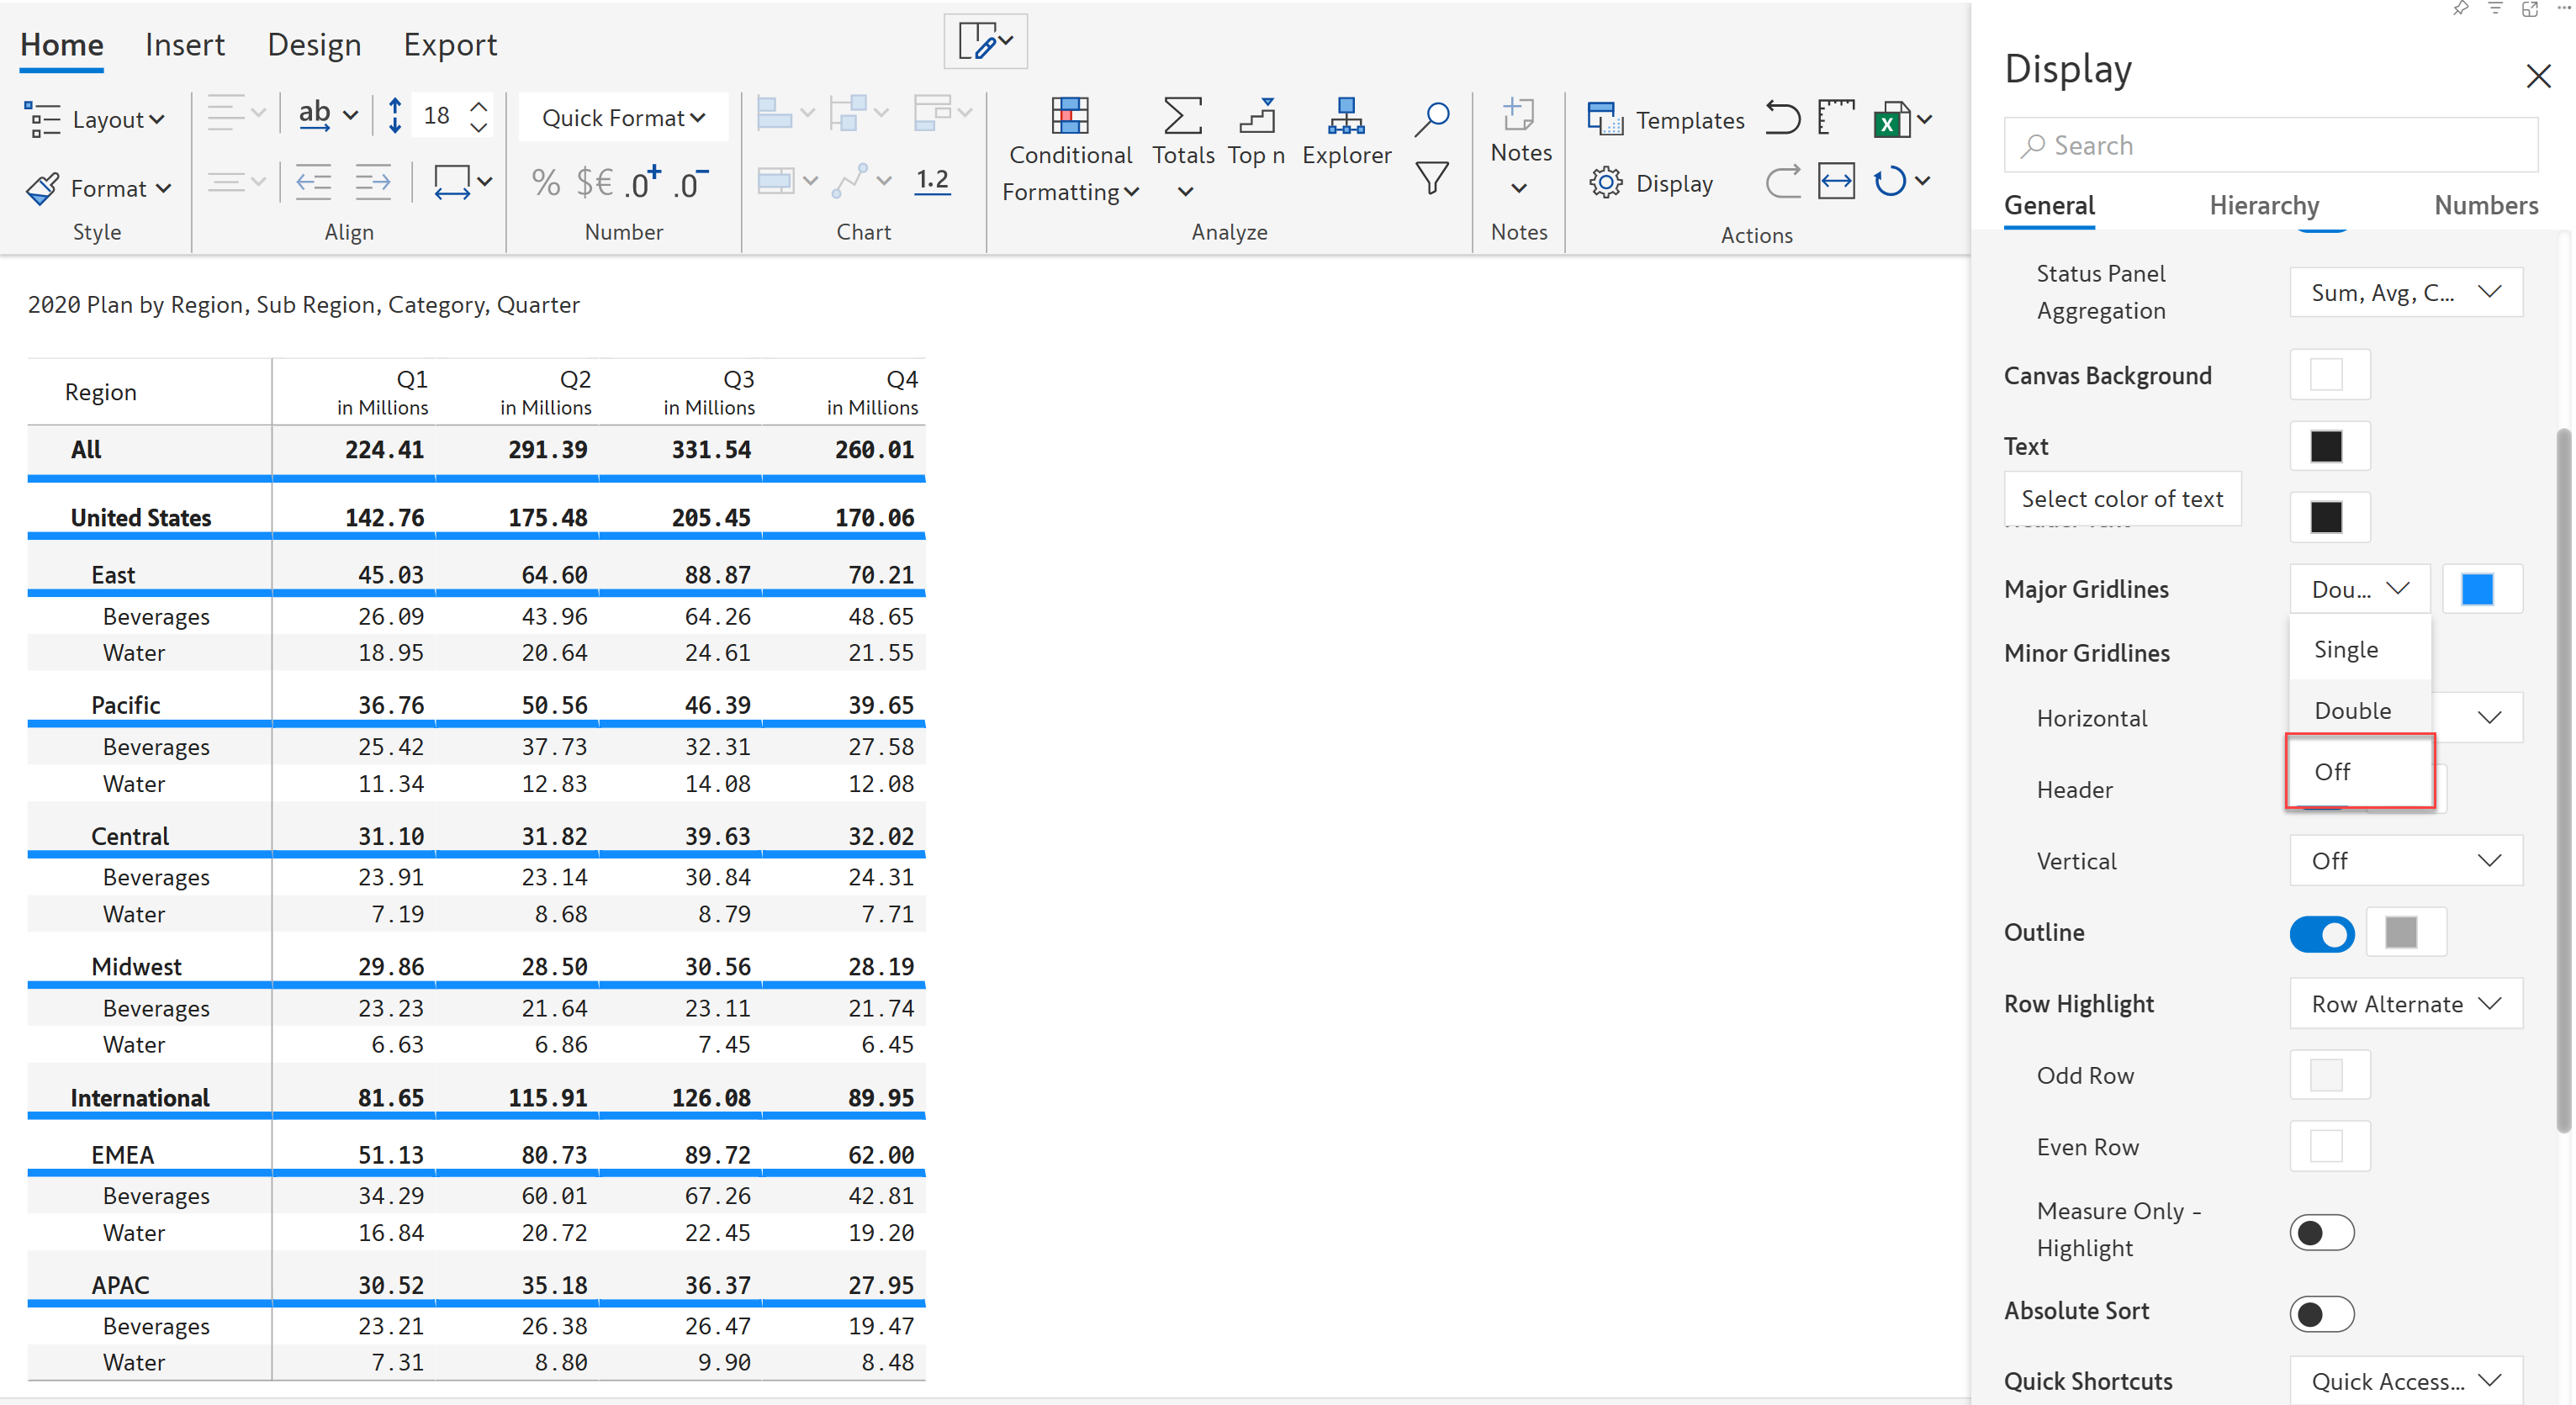 Home Insert Design Export
Layout ab 18 Quick Format
Conditional Formatting Totals Top n Explorer Notes Templates
Format % $€ .0+ .0- 1.2 Display
Style Align Number Chart Analyze Notes Actions
2020 Plan by Region, Sub Region, Category, Quarter
Region Q1 Q2 Q3 Q4
in Millions in Millions in Millions in Millions
All 224.41 291.39 331.54 260.01
United States 142.76 175.48 205.45 170.06
East 45.03 64.60 88.87 70.21
Beverages 26.09 43.96 64.26 48.65
Water 18.95 20.64 24.61 21.55
Pacific 36.76 50.56 46.39 39.65
Beverages 25.42 37.73 32.31 27.58
Water 11.34 12.83 14.08 12.08
Central 31.10 31.82 39.63 32.02
Beverages 23.91 23.14 30.84 24.31
Water 7.19 8.68 8.79 7.71
Midwest 29.86 28.50 30.56 28.19
Beverages 23.23 21.64 23.11 21.74
Water 6.63 6.86 7.45 6.45
International 81.65 115.91 126.08 89.95
EMEA 51.13 80.73 89.72 62.00
Beverages 34.29 60.01 67.26 42.81
Water 16.84 20.72 22.45 19.20
APAC 30.52 35.18 36.37 27.95
Beverages 23.21 26.38 26.47 19.47
Water 7.31 8.80 9.90 8.48
Display
Search
General Hierarchy Numbers
Status Panel
Aggregation
Sum, Avg, C...
Canvas Background
Text
Select color of text
Major Gridlines Dou...
Single
Minor Gridlines
Double
Horizontal
Off
Header
Vertical Off
Outline
Row Highlight Row Alternate
Odd Row
Even Row
Measure Only -
Highlight
Absolute Sort
Quick Shortcuts Quick Access...